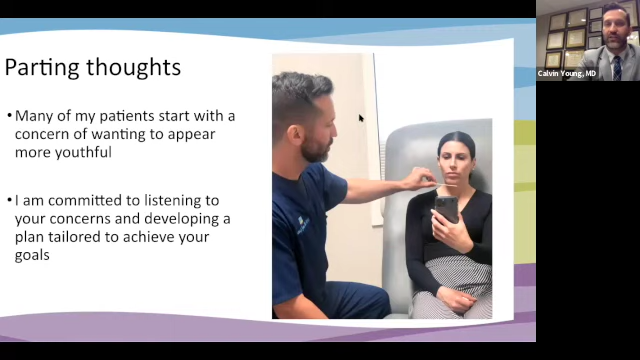 Parting thoughts
• Many of my patients start with a
concern of wanting to appear
more youthful
• I am committed to listening to
your concerns and developing a
plan tailored to achieve your
goals
Calvin Young, MD